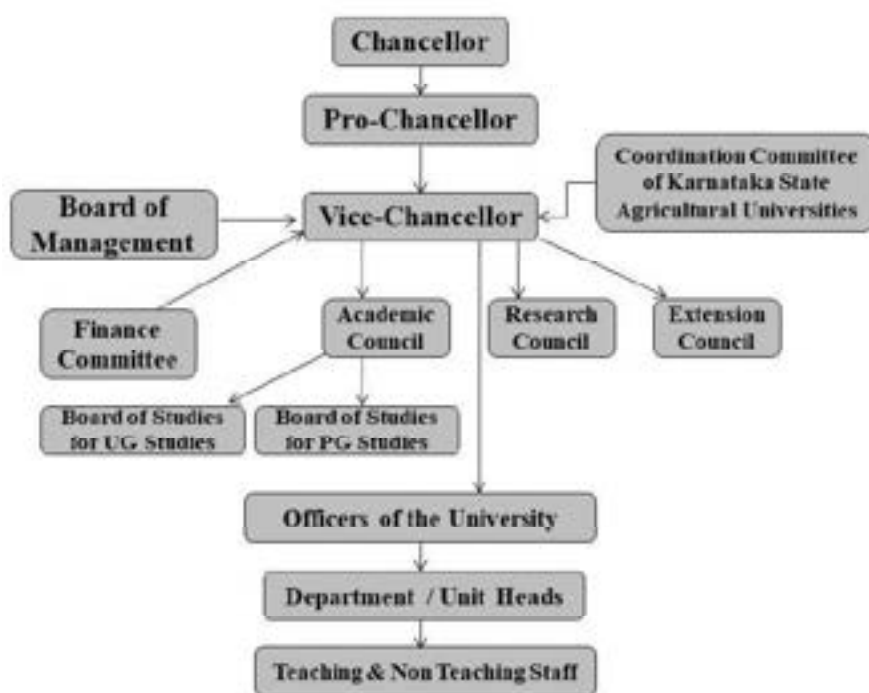 Chancellor
Pro-Chancellor
Coordination Committee
of Karnataka State
Agricultural Universities
Board of
Management
Vice-Chancellor
Finance
Committee
Academic
Council
Research
Council
Extension
Council
Board of Studies
for UG Studies
Board of Studies
for PG Studies
Officers of the University
Department / Unit Heads
Teaching & Non Teaching Staff